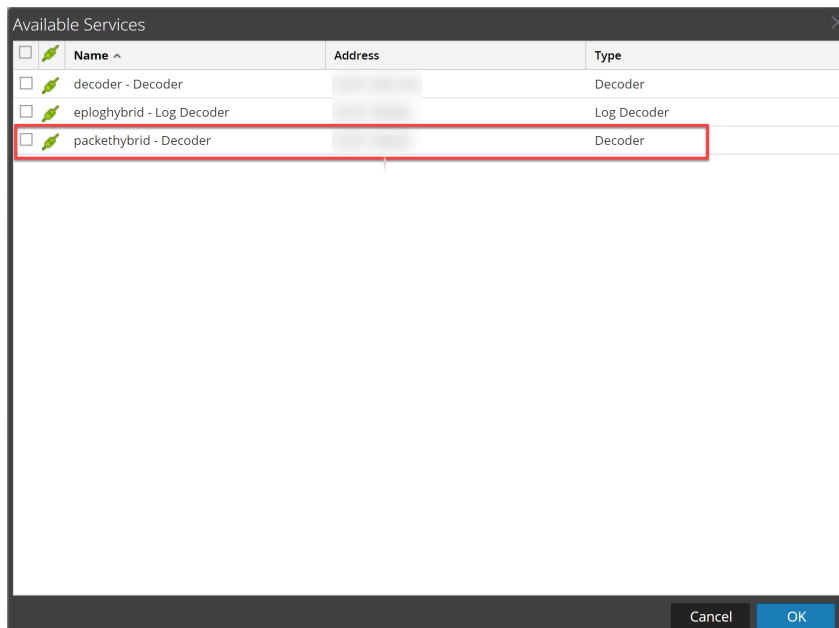 Available Services
Name Address Type
decoder - Decoder Decoder
eploghybrid - Log Decoder Log Decoder
packethybrid - Decoder Decoder
Cancel OK